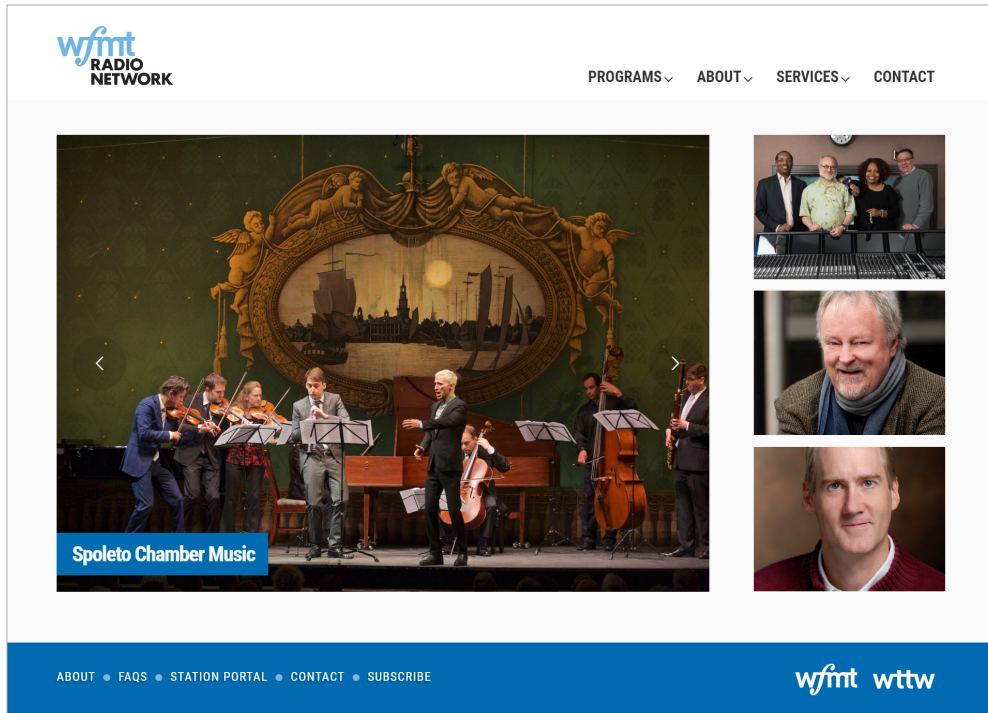 wfmt
RADIO
NETWORK
PROGRAMS ABOUT SERVICES CONTACT
Spoleto Chamber Music
ABOUT ● FAQS ● STATION PORTAL ● CONTACT ● SUBSCRIBE
wfmt wttw